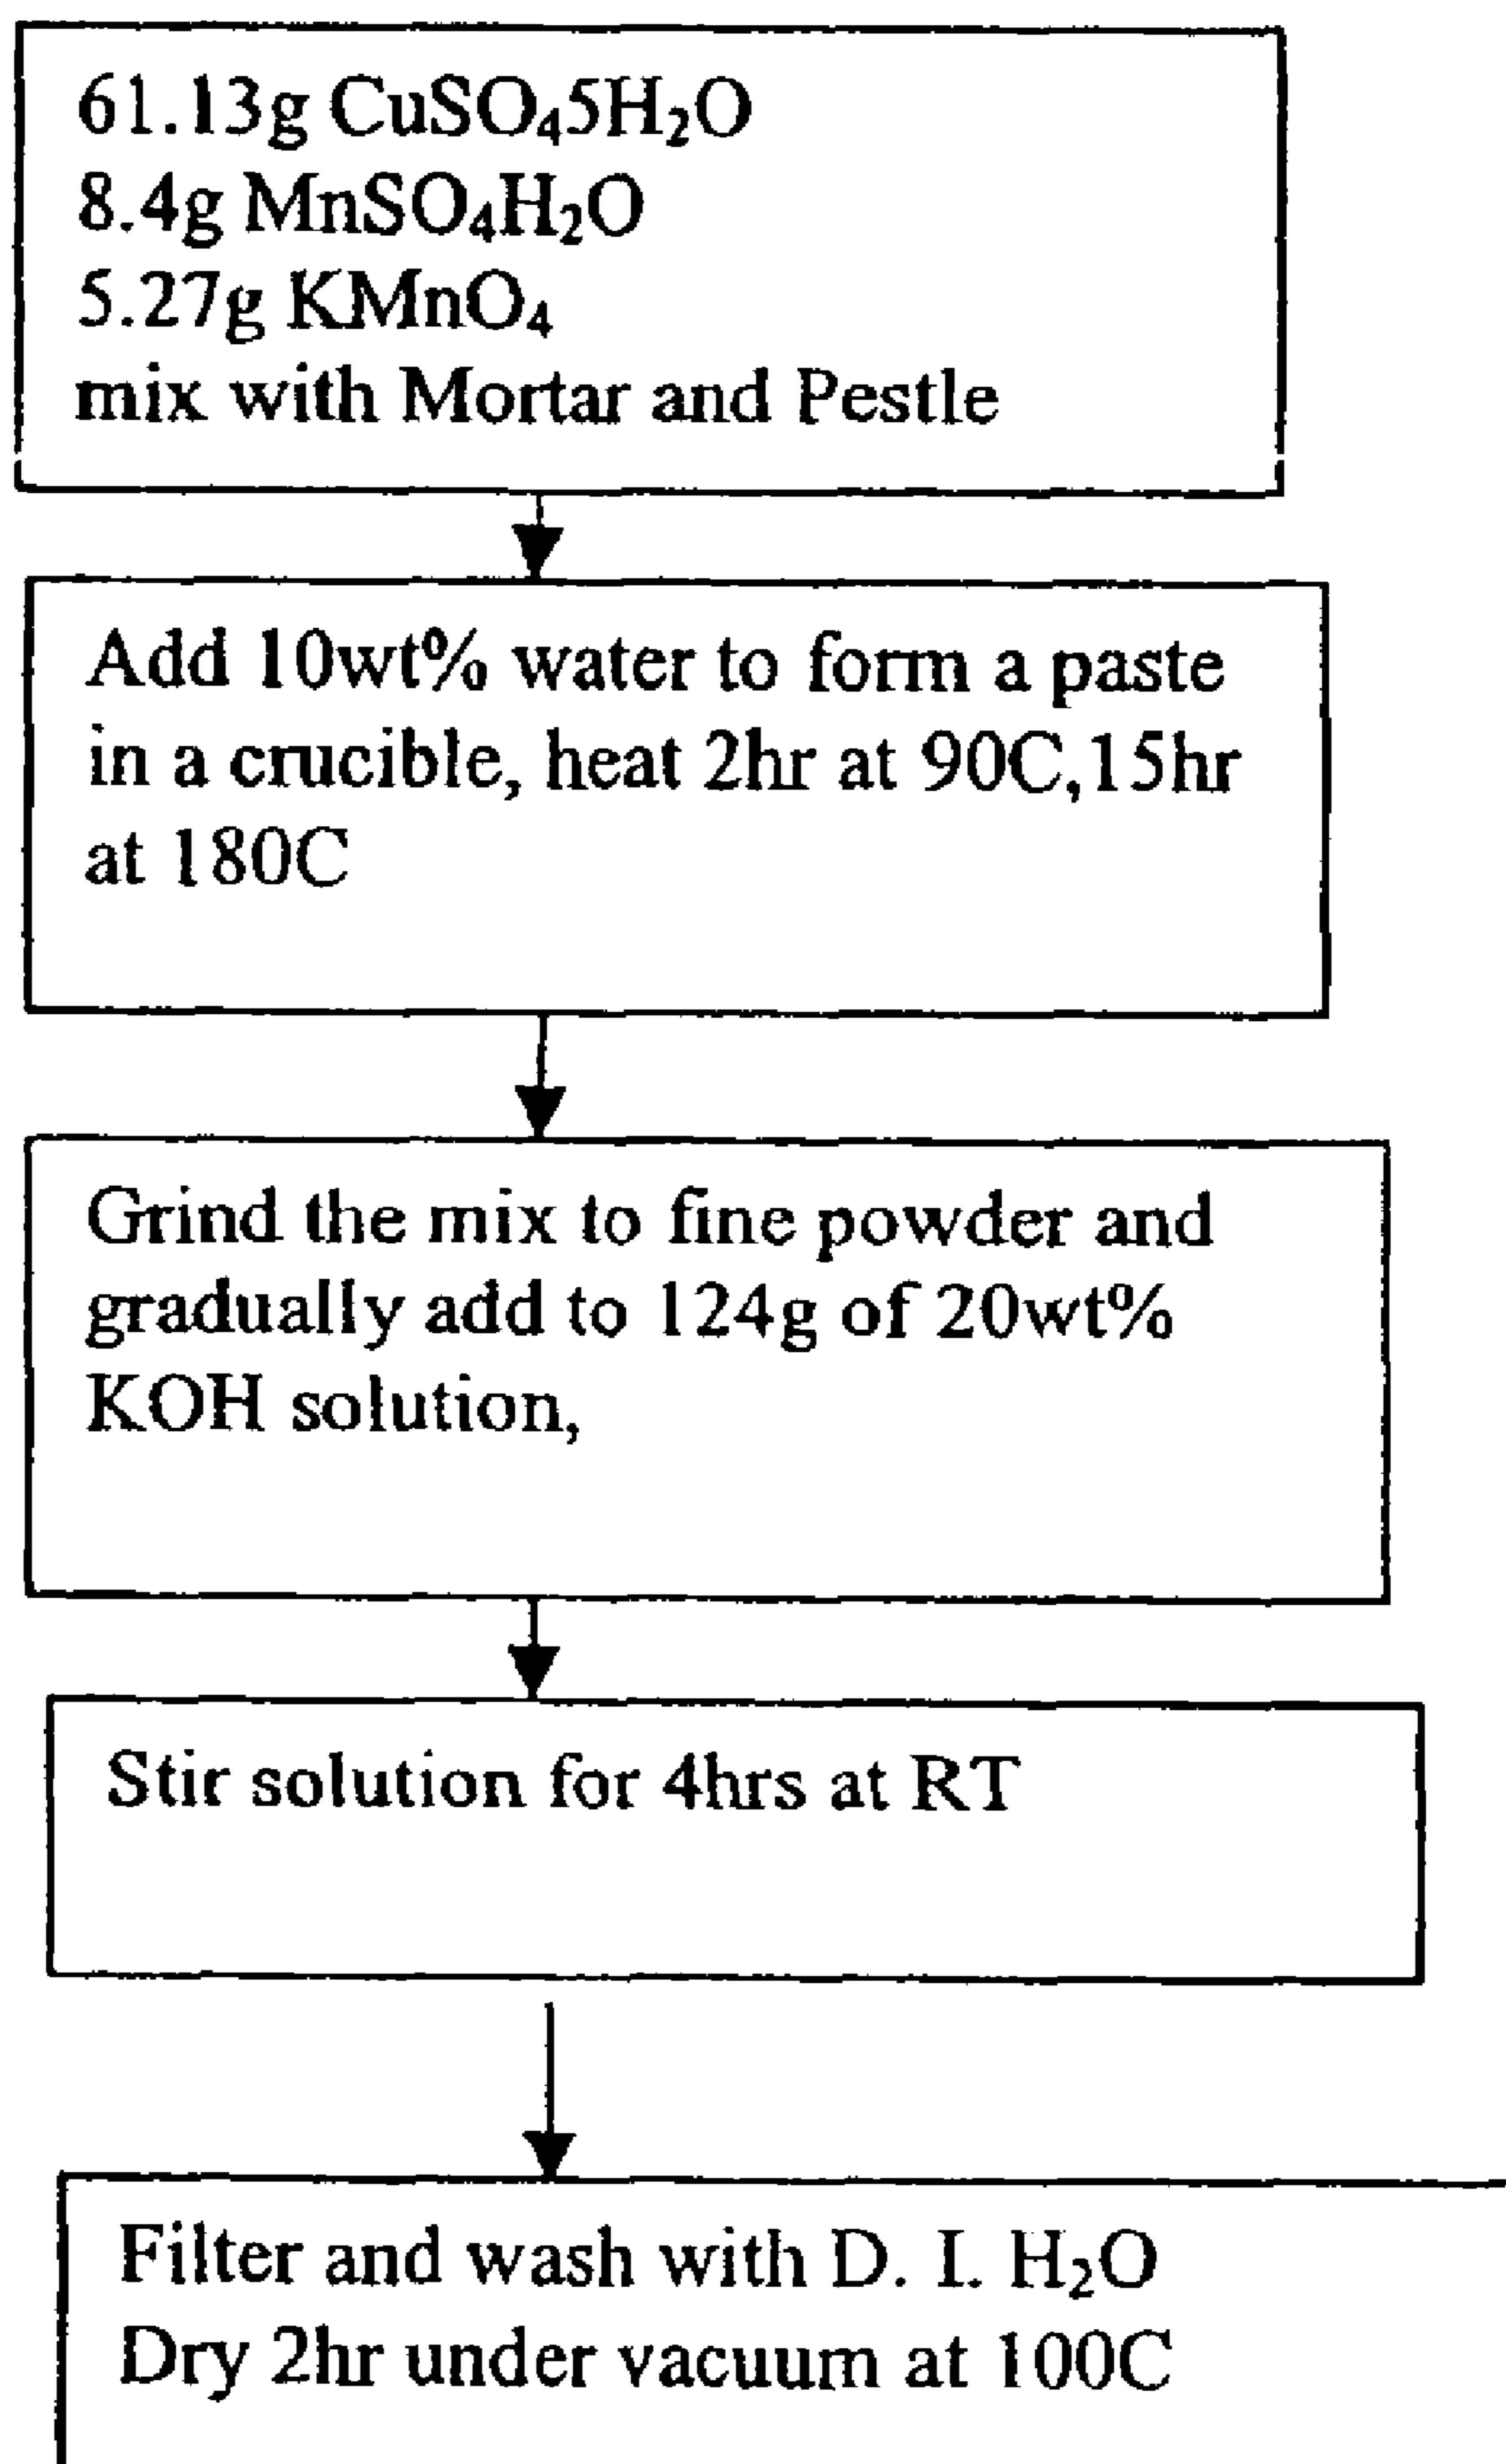 61.13g CuSO₄5H₂O
8.4g MnSO₄H₂O
5.27g KMnO₄
mix with Mortar and Pestle
Add 10wt% water to form a paste
in a crucible, heat 2hr at 90C,15hr
at 180C
Grind the mix to fine powder and
gradually add to 124g of 20wt%
KOH solution,
Stir solution for 4hrs at RT
Filter and wash with D. I. H₂O
Dry 2hr under vacuum at 100C